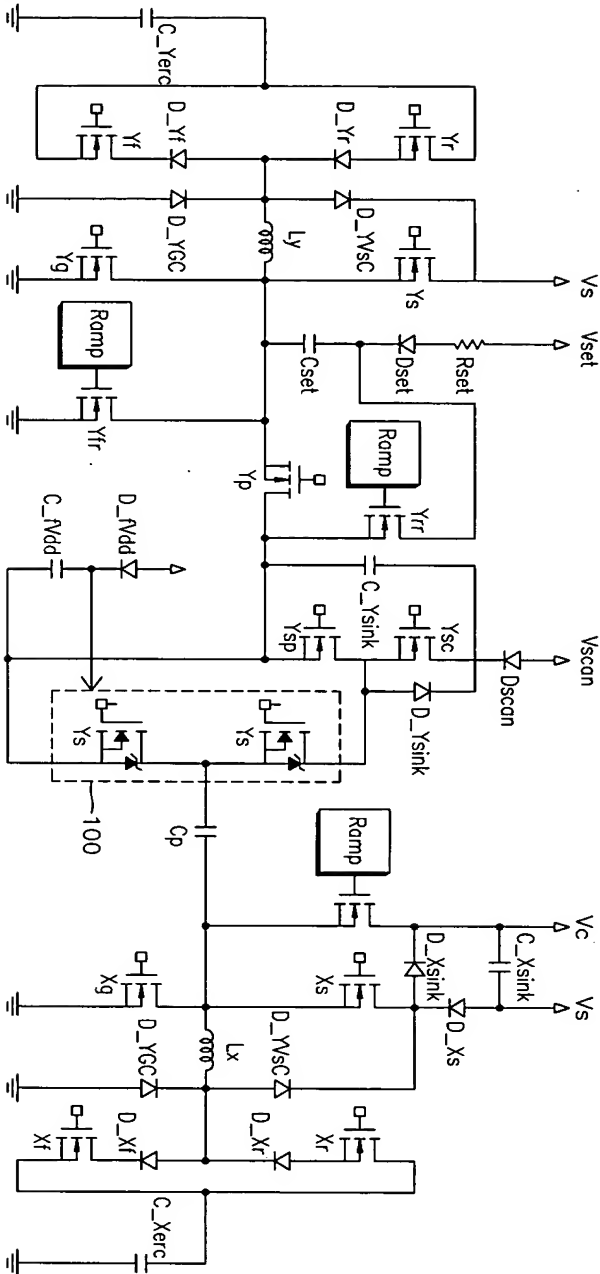 Vs
Vset
Vscan
Vc
Vs
C_Yerc
Yf
D_Yf
D_Yr
Yr
D_YGC
D_YVsC
Ly
Yg
Ys
Rset
Dset
Cset
Ramp
Yfr
Yp
Ramp
Yrr
C_fVdd
D_fVdd
C_Ysink
Ysp
Ysc
Dscan
D_Ysink
Ys
Ys
100
Cp
Ramp
C_Xsink
D_Xsink
D_Xs
Xg
Xs
D_YGC
Lx
D_YVsC
Xf
D_Xf
D_Xr
Xr
C_Xerc